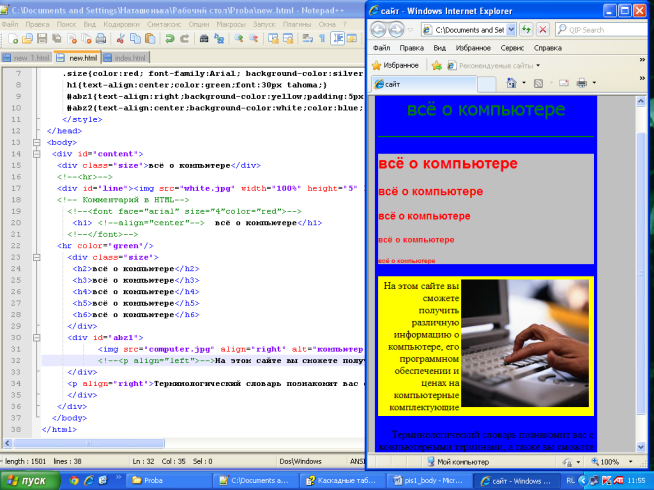 C:\Documents and Settings\Наташенька\Рабочий стол\Proba\new.html - Notepad++
Файл Правка Поиск Вид Кодировки Синтаксис Опции Макросы Запуск Плагины Окна ?
new 1.html new.html index.html
7 .size{color:red; font-family:Arial; background-color:silver
8 h1{text-align:center;color:green;font:30px tahoma;}
9 #abz1{text-align:right;background-color:yellow;padding:5px
10 #abz2{text-align:center;background-color:white;color:blue;
11 </style>
12 </head>
13 <body>
14 <div id="content">
15 <div class="size">всё о компьютере</div>
16 <!--<hr>-->
17 <div id="line"><img src="white.jpg" width="100%" height="5"
18 <!-- Комментарий в HTML-->
19 <!--<font face="arial" size="4"color="red">-->
20 <h1> <!--align="center"--> всё о компьютере</h1>
21 <!--</font>-->
22 <hr color="green"/>
23 <div class="size">
24 <h2>всё о компьютере</h2>
25 <h3>всё о компьютере</h3>
26 <h4>всё о компьютере</h4>
27 <h5>всё о компьютере</h5>
28 <h6>всё о компьютере</h6>
29 </div>
30 <div id="abz1">
31 <img src="computer.jpg" align="right" alt="компьютер
32 <!--<p align="left">-->На этом сайте вы сможете полу
33 </div>
34 <p align="right">Терминологический словарь познакомит вас
35 </div>
36 </div>
37 </body>
38 </html>
length : 1501 lines : 38 Ln : 32 Col : 35 Sel : 0 Dos\Windows ANSI
сайт - Windows Internet Explorer
C:\Documents and Set
QIP Search
Файл Правка Вид Избранное Сервис Справка
Избранное Рекомендуемые сайты
сайт
всё о компьютере
всё о компьютере
всё о компьютере
всё о компьютере
всё о компьютере
всё о компьютере
На этом сайте вы
сможете
получить
различную
информацию о
компьютере, его
программном
обеспечении и
ценах на
компьютерные
комплектующие
Терминологический словарь познакомит вас с
Мой компьютер 100%
пуск Proba C:\Documents a... Каскадные таб... pis1_body - Micr... сайт - Windows ... RL 11:55